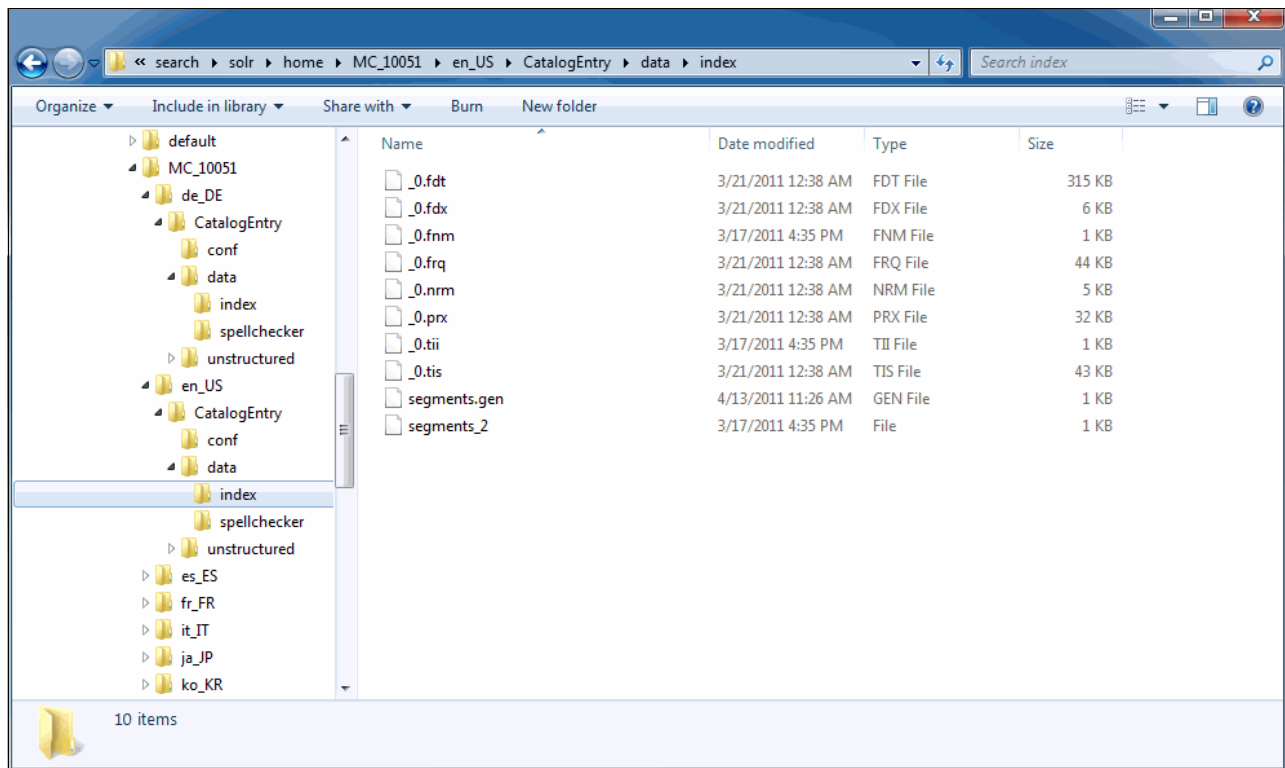 « search ▸ solr ▸ home ▸ MC_10051 ▸ en_US ▸ CatalogEntry ▸ data ▸ index
Search index
Organize Include in library Share with Burn New folder
default
MC_10051
de_DE
CatalogEntry
conf
data
index
spellchecker
unstructured
en_US
CatalogEntry
conf
data
index
spellchecker
unstructured
es_ES
fr_FR
it_IT
ja_JP
ko_KR
Name Date modified Type Size
_0.fdt 3/21/2011 12:38 AM FDT File 315 KB
_0.fdx 3/21/2011 12:38 AM FDX File 6 KB
_0.fnm 3/17/2011 4:35 PM FNM File 1 KB
_0.frq 3/21/2011 12:38 AM FRQ File 44 KB
_0.nrm 3/21/2011 12:38 AM NRM File 5 KB
_0.prx 3/21/2011 12:38 AM PRX File 32 KB
_0.tii 3/17/2011 4:35 PM TII File 1 KB
_0.tis 3/21/2011 12:38 AM TIS File 43 KB
segments.gen 4/13/2011 11:26 AM GEN File 1 KB
segments_2 3/17/2011 4:35 PM File 1 KB
10 items